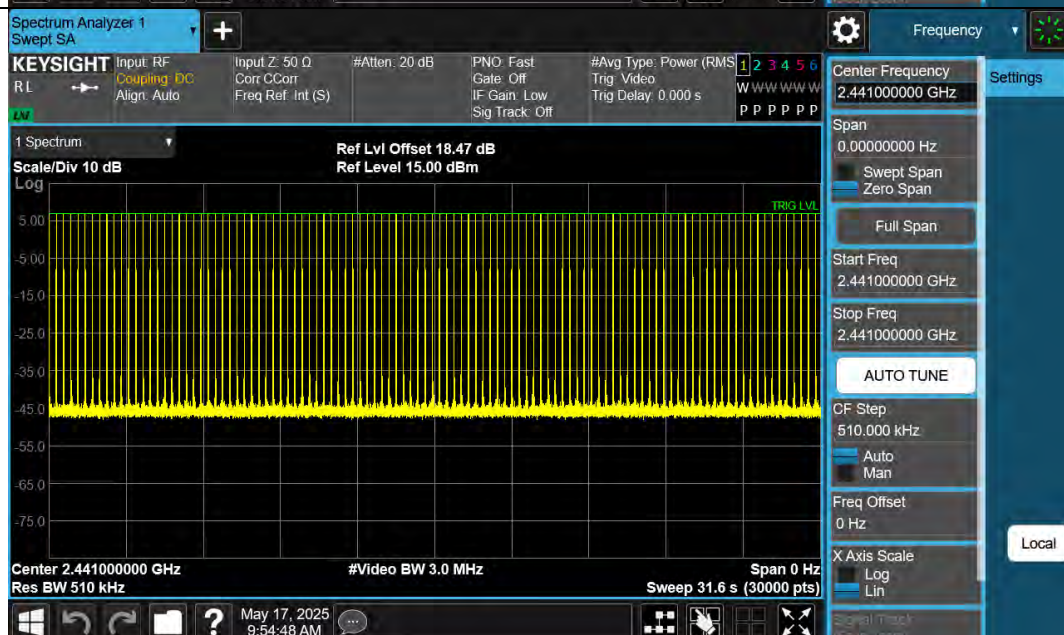 Spectrum Analyzer 1
Swept SA
+
Frequency
KEYSIGHT
RL
LNI
Input: RF
Coupling: DC
Align: Auto
Input Z: 50 Ω
Corr CCorr
Freq Ref: Int (S)
#Atten: 20 dB
PNO: Fast
Gate: Off
IF Gain: Low
Sig Track: Off
#Avg Type: Power (RMS
Trig: Video
Trig Delay: 0.000 s
1 2 3 4 5 6
W W W W W W
P P P P P P
1 Spectrum
Scale/Div 10 dB
Log
Ref Lvl Offset 18.47 dB
Ref Level 15.00 dBm
TRIG LVL
5.00
-5.00
-15.0
-25.0
-35.0
-45.0
-55.0
-65.0
-75.0
Center 2.441000000 GHz
Res BW 510 kHz
#Video BW 3.0 MHz
Span 0 Hz
Sweep 31.6 s (30000 pts)
Center Frequency
2.441000000 GHz
Settings
Span
0.00000000 Hz
Swept Span
Zero Span
Full Span
Start Freq
2.441000000 GHz
Stop Freq
2.441000000 GHz
AUTO TUNE
CF Step
510.000 kHz
Auto
Man
Freq Offset
0 Hz
X Axis Scale
Log
Lin
Signal Track
Local
?
May 17, 2025
9:54:48 AM